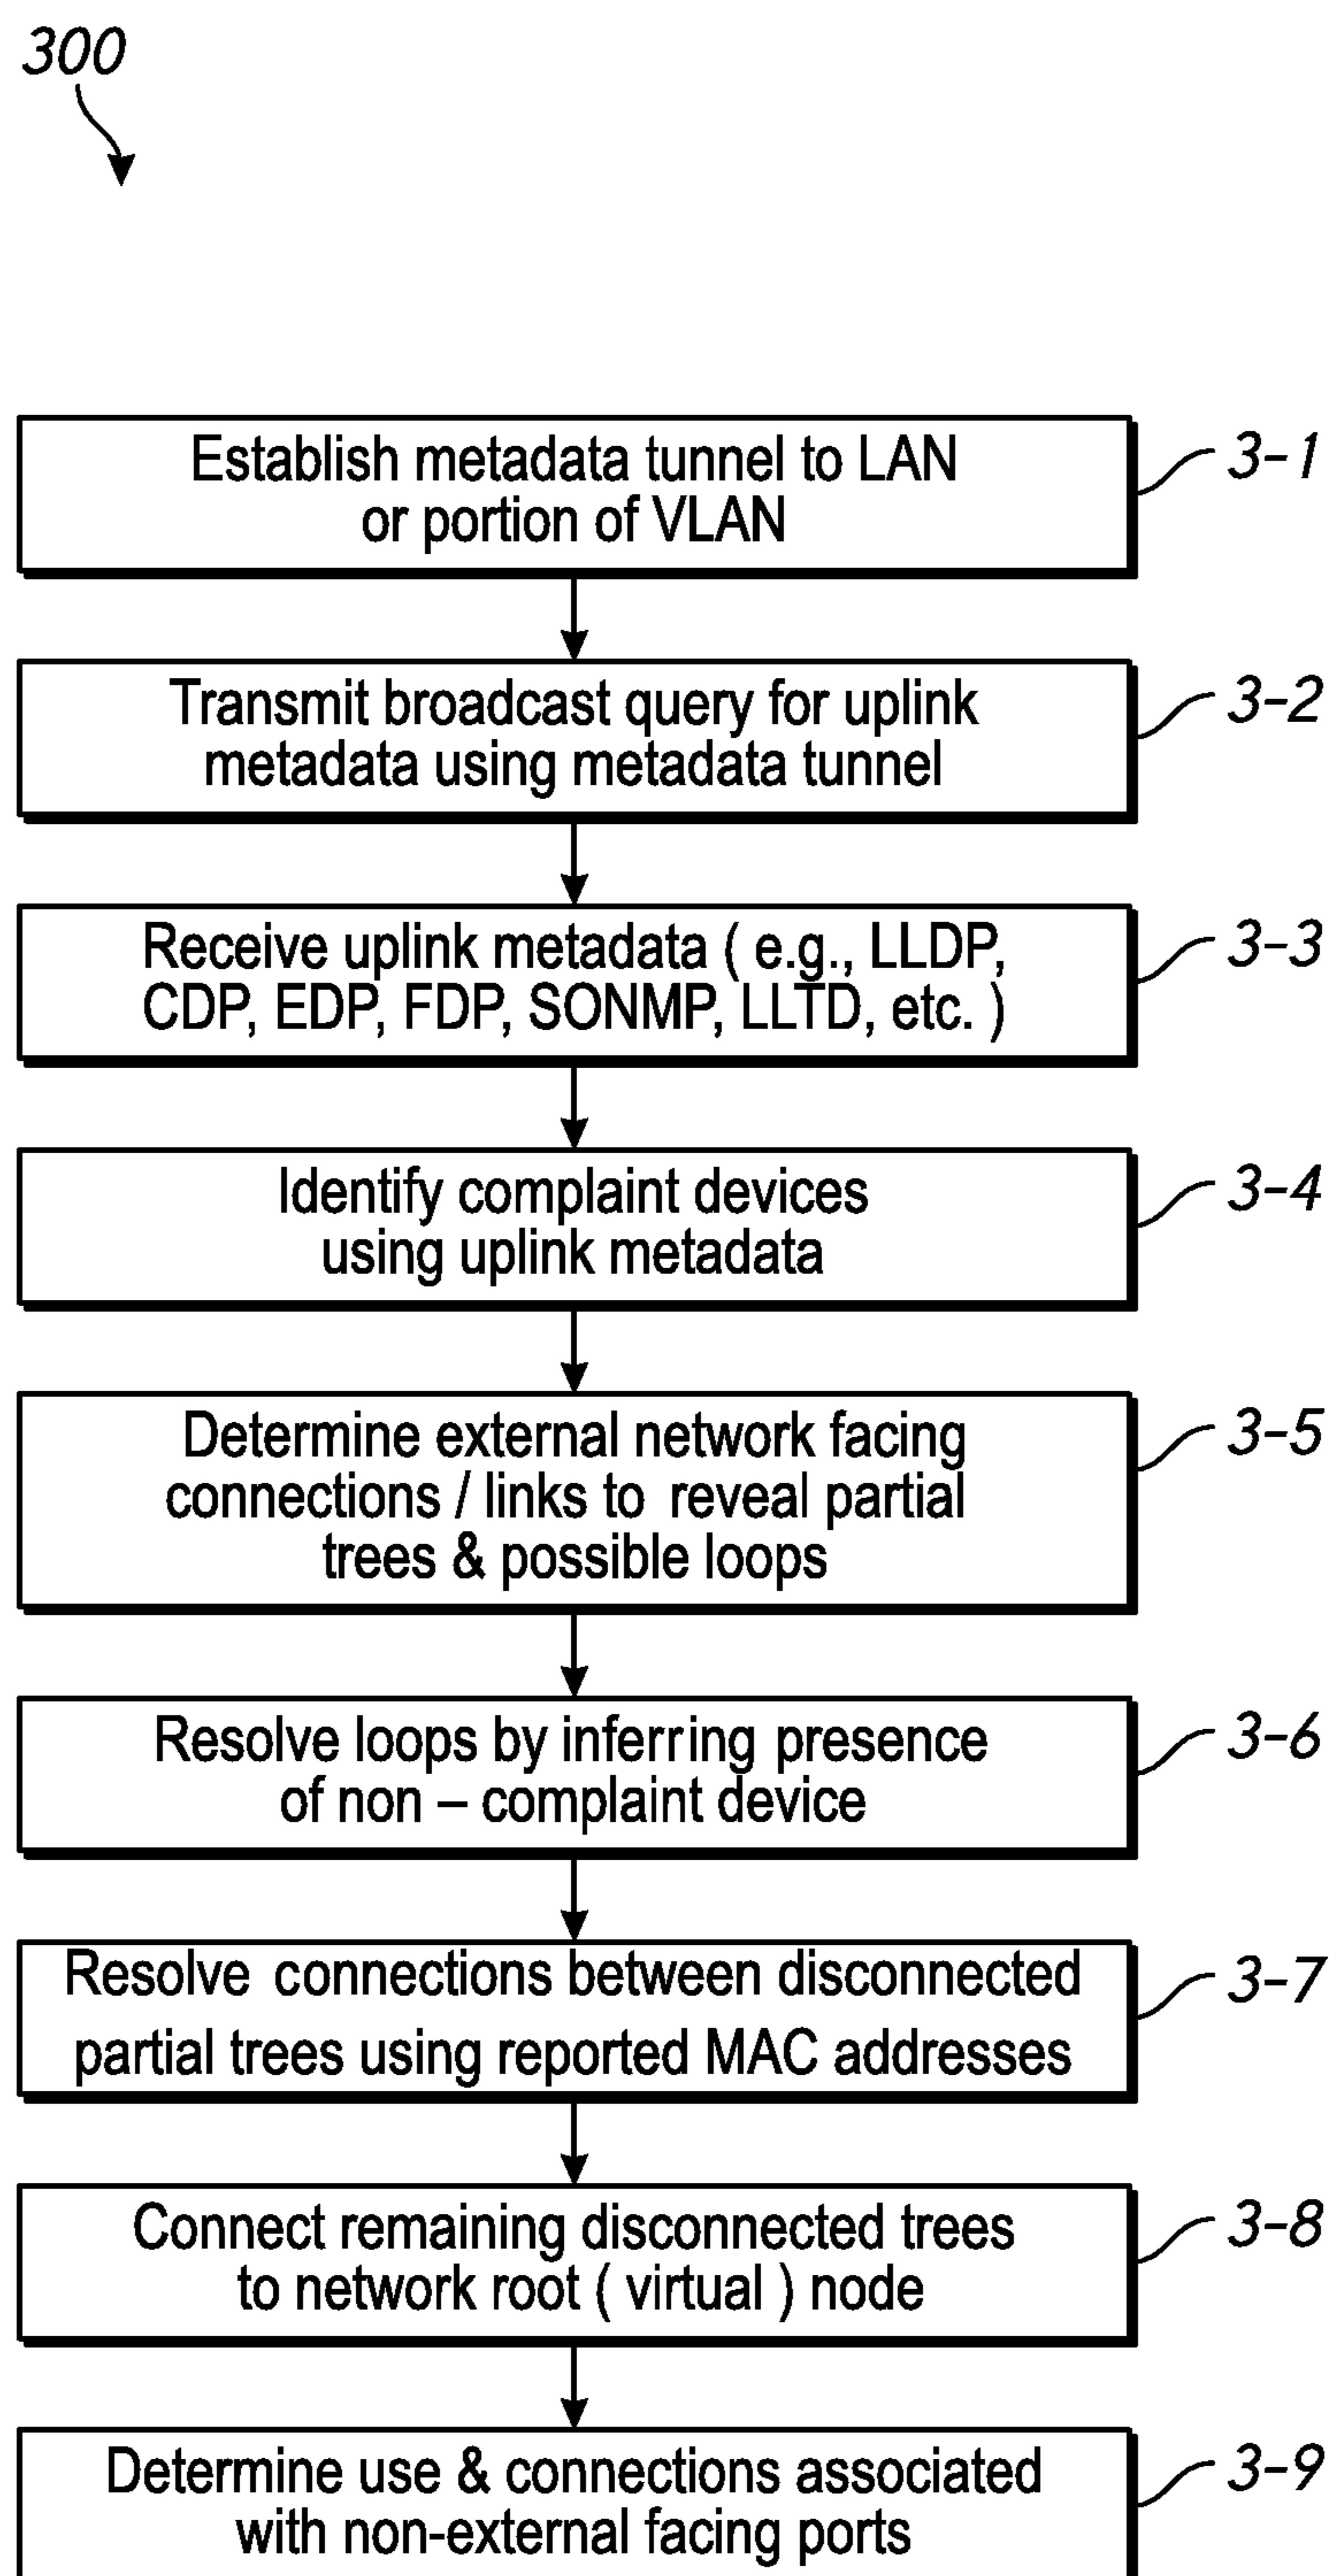 300
Establish metadata tunnel to LAN
or portion of VLAN
3-1
Transmit broadcast query for uplink
metadata using metadata tunnel
3-2
Receive uplink metadata ( e.g., LLDP,
CDP, EDP, FDP, SONMP, LLTD, etc. )
3-3
Identify complaint devices
using uplink metadata
3-4
Determine external network facing
connections / links to reveal partial
trees & possible loops
3-5
Resolve loops by inferring presence
of non – complaint device
3-6
Resolve connections between disconnected
partial trees using reported MAC addresses
3-7
Connect remaining disconnected trees
to network root ( virtual ) node
3-8
Determine use & connections associated
with non-external facing ports
3-9